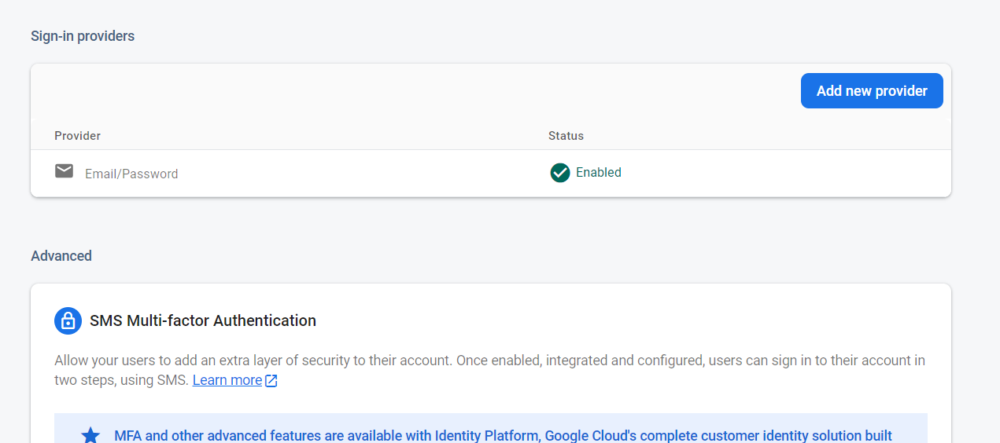 Sign-in providers
Add new provider
Provider Status
Email/Password Enabled
Advanced
SMS Multi-factor Authentication
Allow your users to add an extra layer of security to their account. Once enabled, integrated and configured, users can sign in to their account in
two steps, using SMS. Learn more
MFA and other advanced features are available with Identity Platform, Google Cloud's complete customer identity solution built